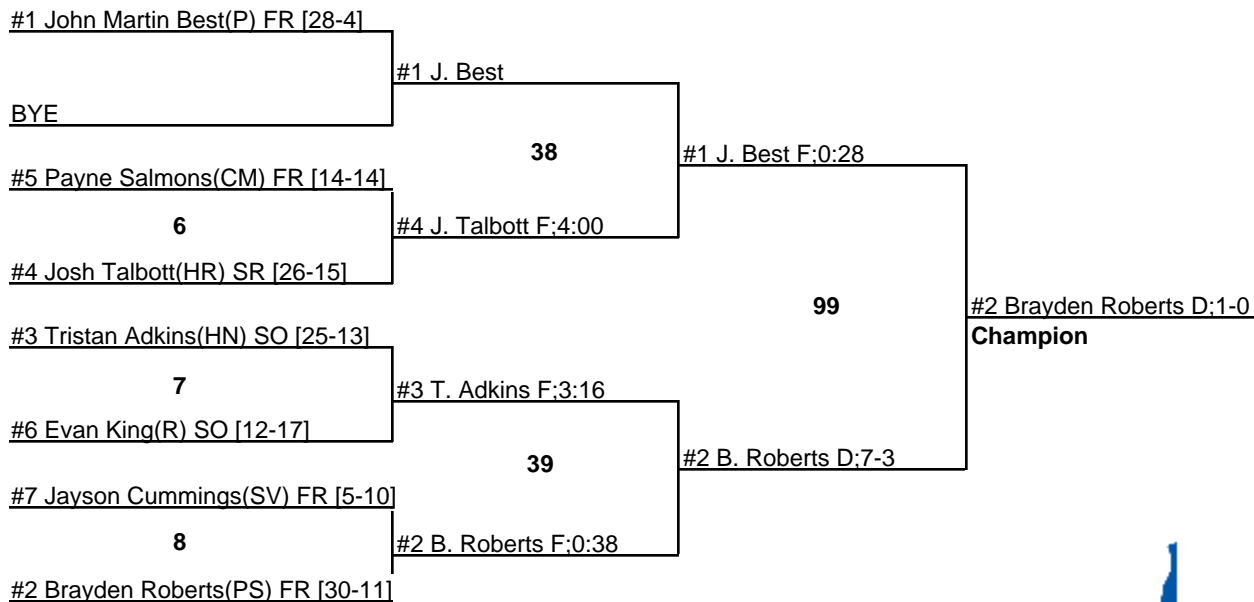 #1 John Martin Best(P) FR [28-4]
#1 J. Best
BYE
38
#1 J. Best F;0:28
#5 Payne Salmons(CM) FR [14-14]
6
#4 J. Talbott F;4:00
#4 Josh Talbott(HR) SR [26-15]
99
#2 Brayden Roberts D;1-0
Champion
#3 Tristan Adkins(HN) SO [25-13]
7
#3 T. Adkins F;3:16
#6 Evan King(R) SO [12-17]
39
#2 B. Roberts D;7-3
#7 Jayson Cummings(SV) FR [5-10]
8
#2 B. Roberts F;0:38
#2 Brayden Roberts(PS) FR [30-11]